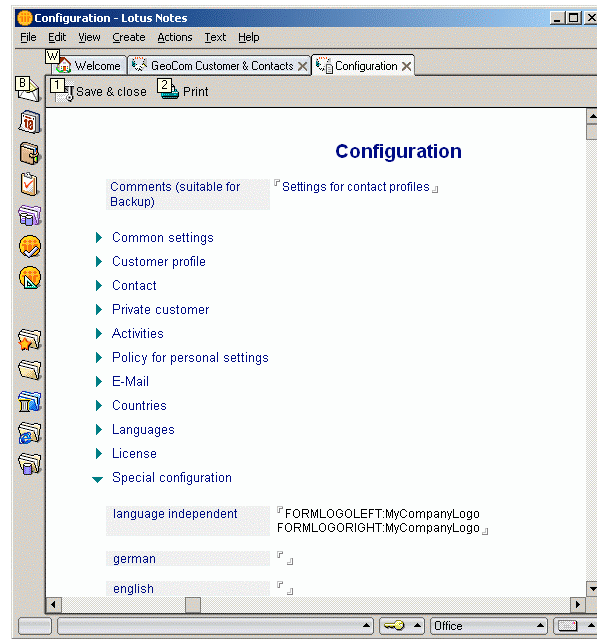 Configuration - Lotus Notes
File Edit View Create Actions Text Help
W
Welcome GeoCom Customer & Contacts Configuration
B
1 Save & close 2 Print
18
Configuration
Comments (suitable for Backup) Settings for contact profiles
Common settings
Customer profile
Contact
Private customer
Activities
Policy for personal settings
E-Mail
Countries
Languages
License
Special configuration
language independent FORMLOGOLEFT:MyCompanyLogo
FORMLOGORIGHT:MyCompanyLogo
german
english
Office